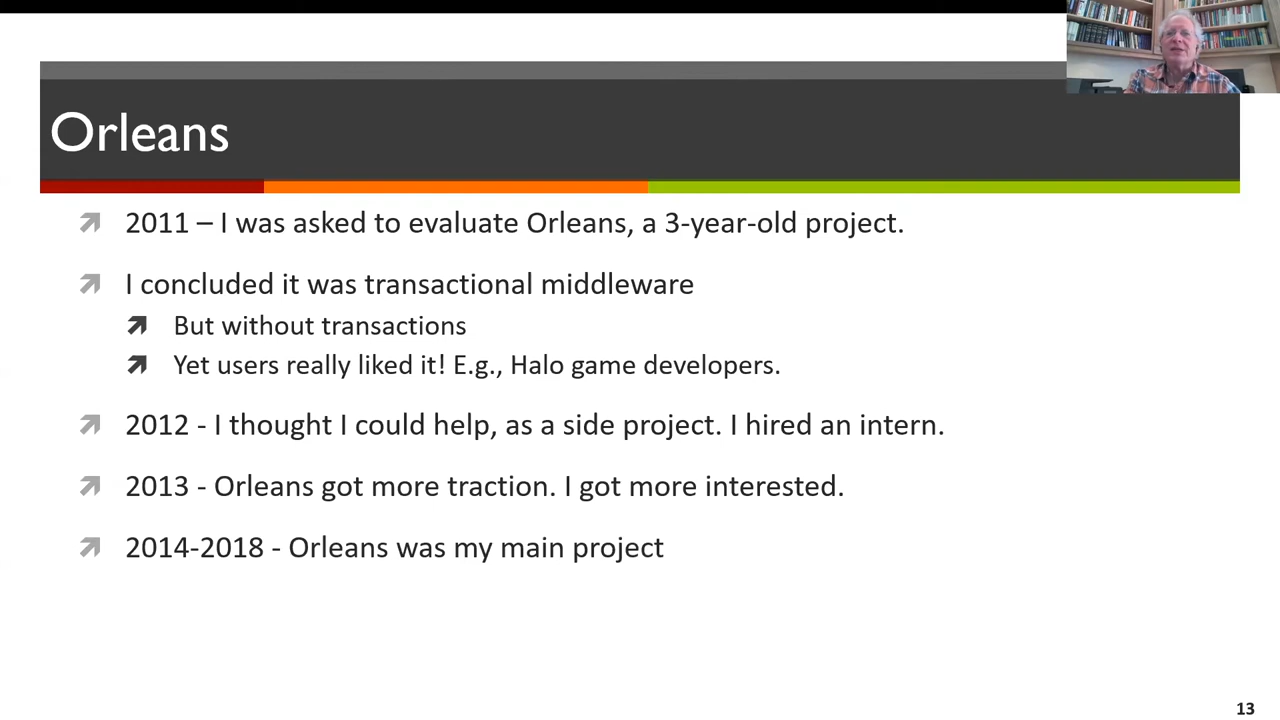 Orleans
2011 – I was asked to evaluate Orleans, a 3-year-old project.
I concluded it was transactional middleware
But without transactions
Yet users really liked it! E.g., Halo game developers.
2012 - I thought I could help, as a side project. I hired an intern.
2013 - Orleans got more traction. I got more interested.
2014-2018 - Orleans was my main project
13